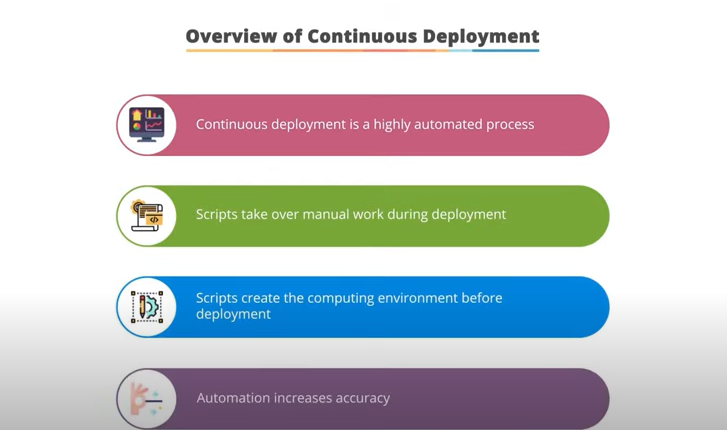 Overview of Continuous Deployment
Continuous deployment is a highly automated process
Scripts take over manual work during deployment
Scripts create the computing environment before
deployment
Automation increases accuracy